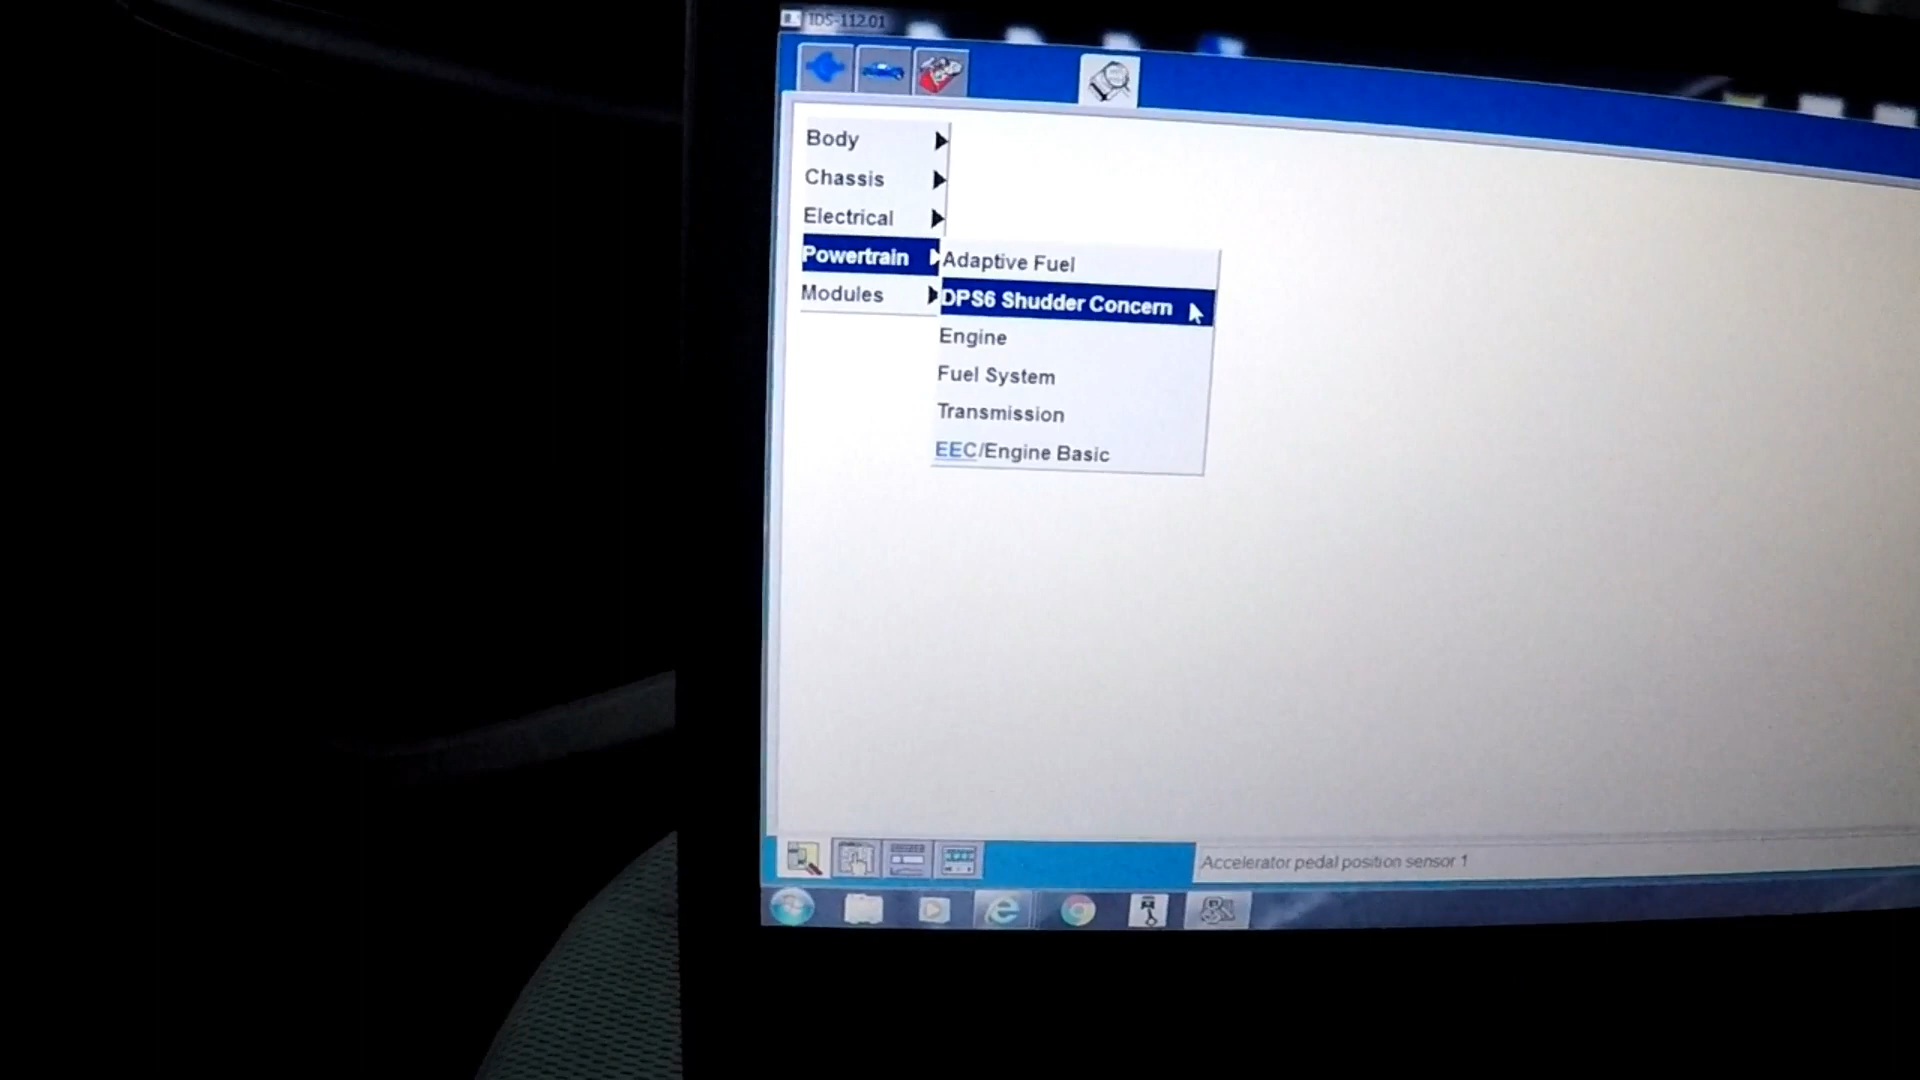 IDS-112.01
Body
Chassis
Electrical
Powertrain
Modules
Adaptive Fuel
DPS6 Shudder Concern
Engine
Fuel System
Transmission
EEC/Engine Basic
Accelerator pedal position sensor 1